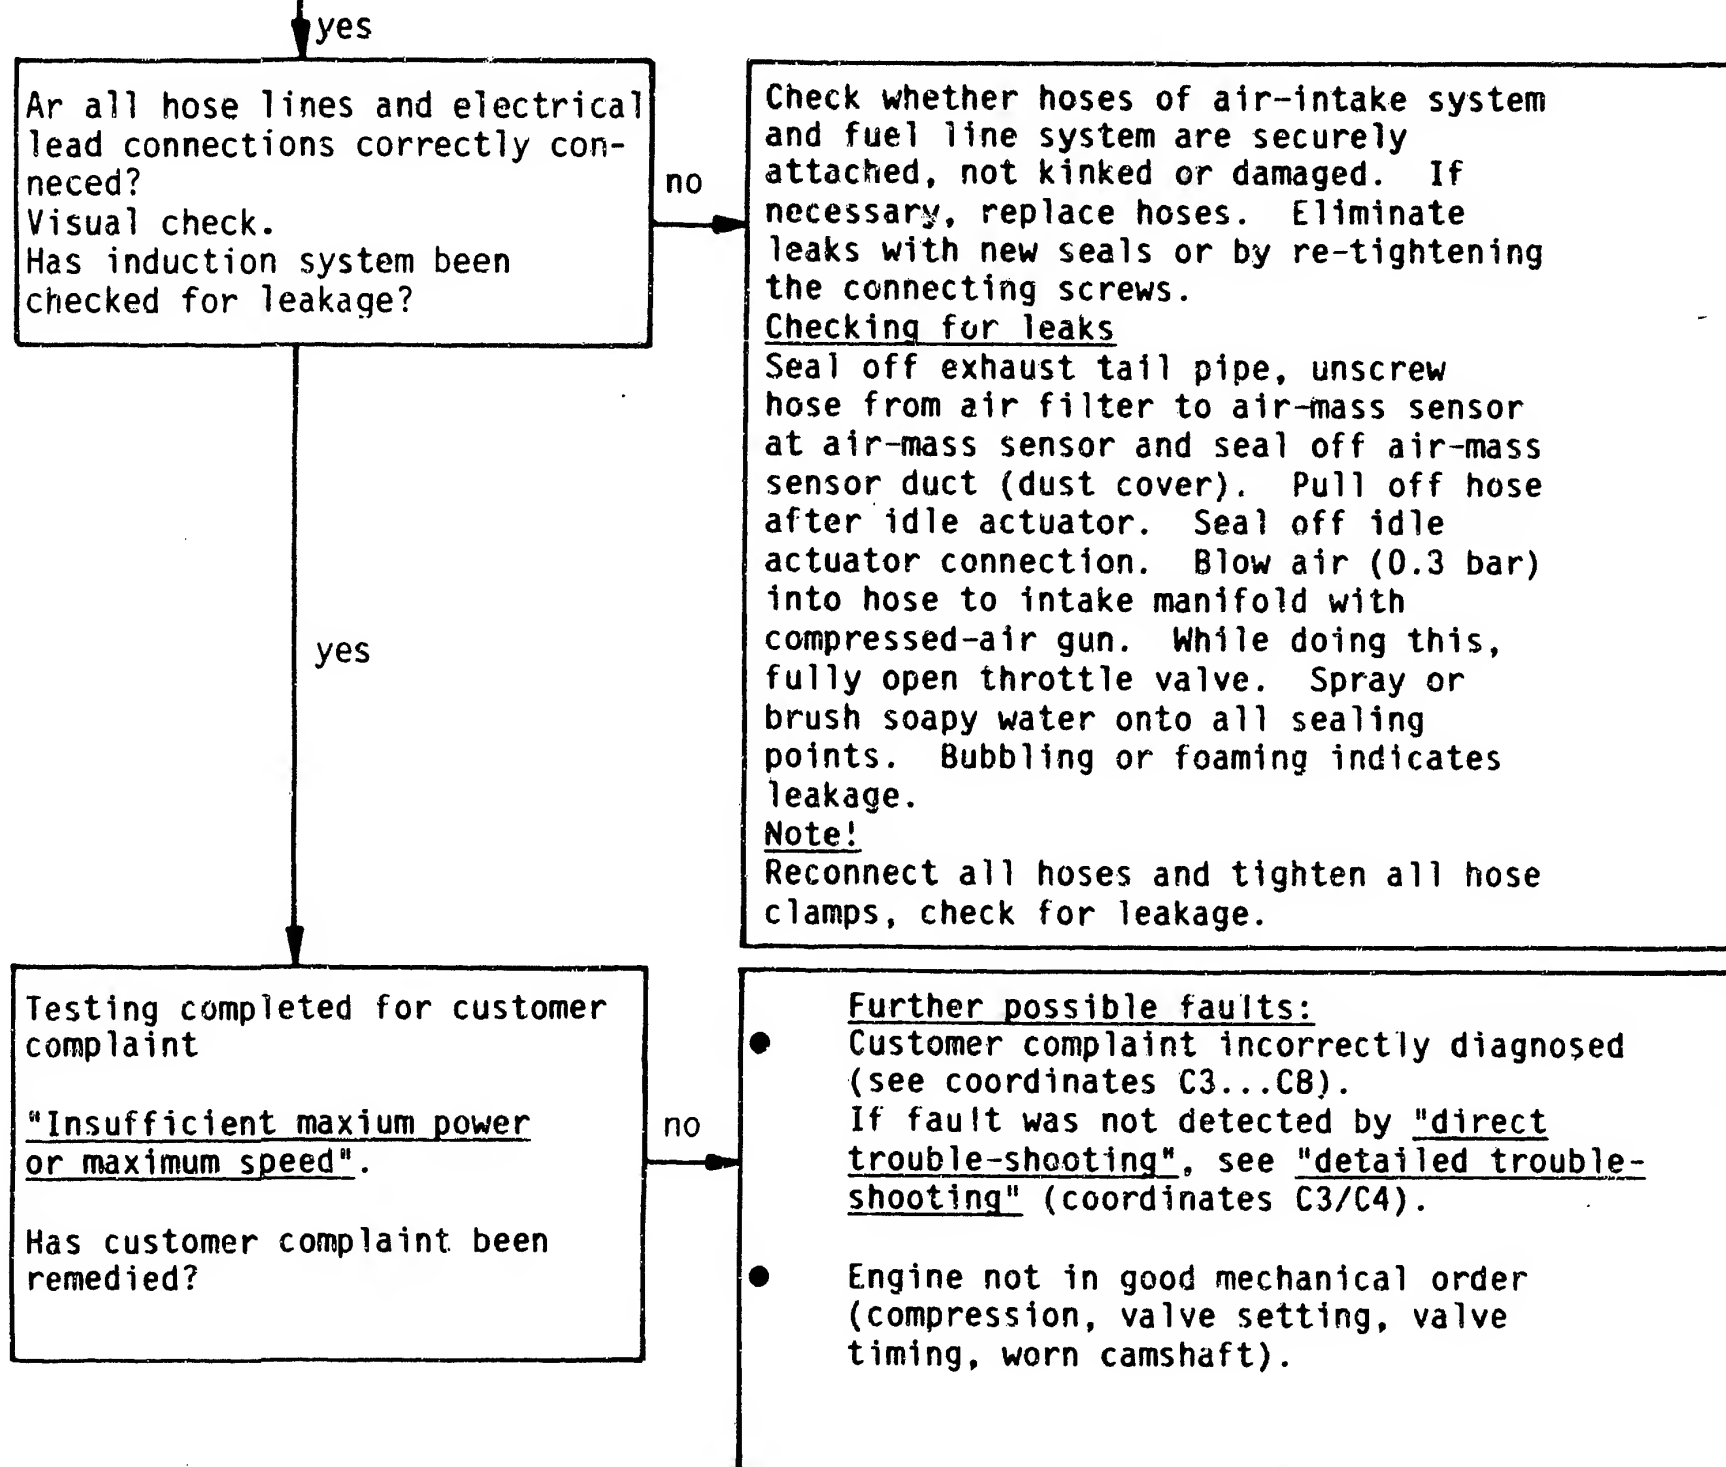 yes
Ar all hose lines and electrical
lead connections correctly con-
neced?
Visual check.
Has induction system been
checked for leakage?
no
Check whether hoses of air-intake system
and fuel line system are securely
attached, not kinked or damaged. If
necessary, replace hoses. Eliminate
leaks with new seals or by re-tightening
the connecting screws.
Checking for leaks
Seal off exhaust tail pipe, unscrew
hose from air filter to air-mass sensor
at air-mass sensor and seal off air-mass
sensor duct (dust cover). Pull off hose
after idle actuator. Seal off idle
actuator connection. Blow air (0.3 bar)
into hose to intake manifold with
compressed-air gun. While doing this,
fully open throttle valve. Spray or
brush soapy water onto all sealing
points. Bubbling or foaming indicates
leakage.
Note!
Reconnect all hoses and tighten all hose
clamps, check for leakage.
yes
Testing completed for customer
complaint
"Insufficient maxium power
or maximum speed".
Has customer complaint been
remedied?
no
Further possible faults:
● Customer complaint incorrectly diagnosed
(see coordinates C3...C8).
If fault was not detected by "direct
trouble-shooting", see "detailed trouble-
shooting" (coordinates C3/C4).
● Engine not in good mechanical order
(compression, valve setting, valve
timing, worn camshaft).